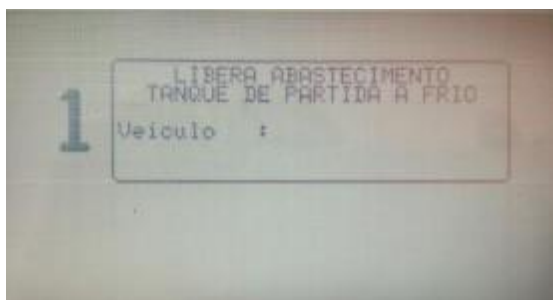 LIBERA ABASTECIMENTO
TANQUE DE PARTIDA A FRIO
1
Veiculo :